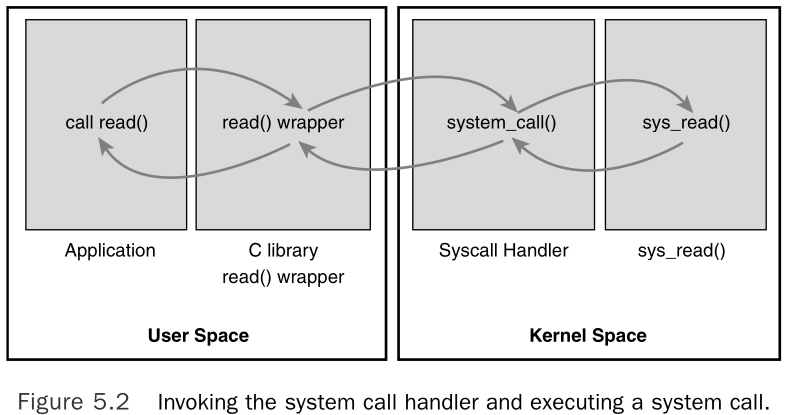 call read()
read() wrapper
system_call()
sys_read()
Application
C library
read() wrapper
Syscall Handler
sys_read()
User Space
Kernel Space
Figure 5.2 Invoking the system call handler and executing a system call.